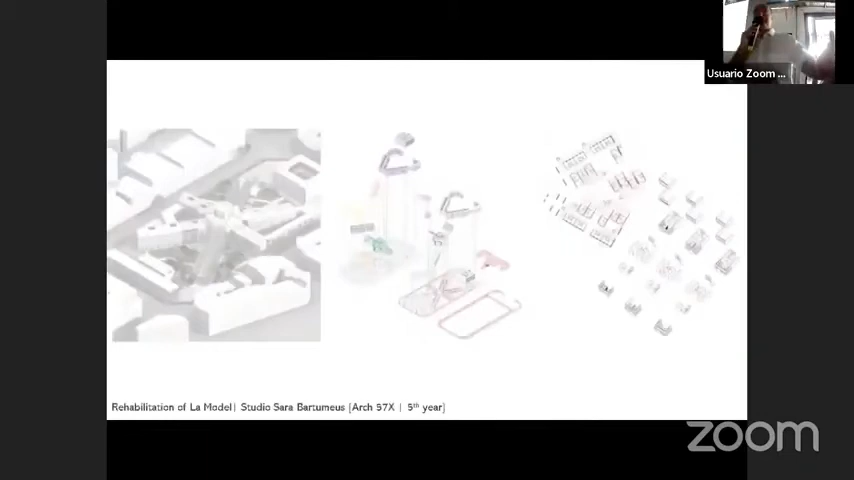 Usuario Zoom ...
Rehabilitation of La Model | Studio Sara Bartumeus [Arch 57X | 5th year]
zoom